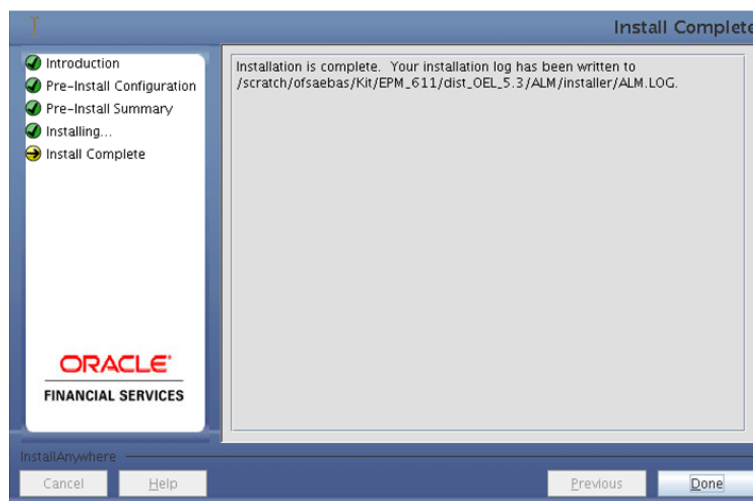 Install Complete
Introduction
Pre-Install Configuration
Pre-Install Summary
Installing...
Install Complete
Installation is complete. Your installation log has been written to
/scratch/ofsaebas/Kit/EPM_611/dist_OEL_5.3/ALM/installer/ALM.LOG.
ORACLE
FINANCIAL SERVICES
InstallAnywhere
Cancel
Help
Previous
Done